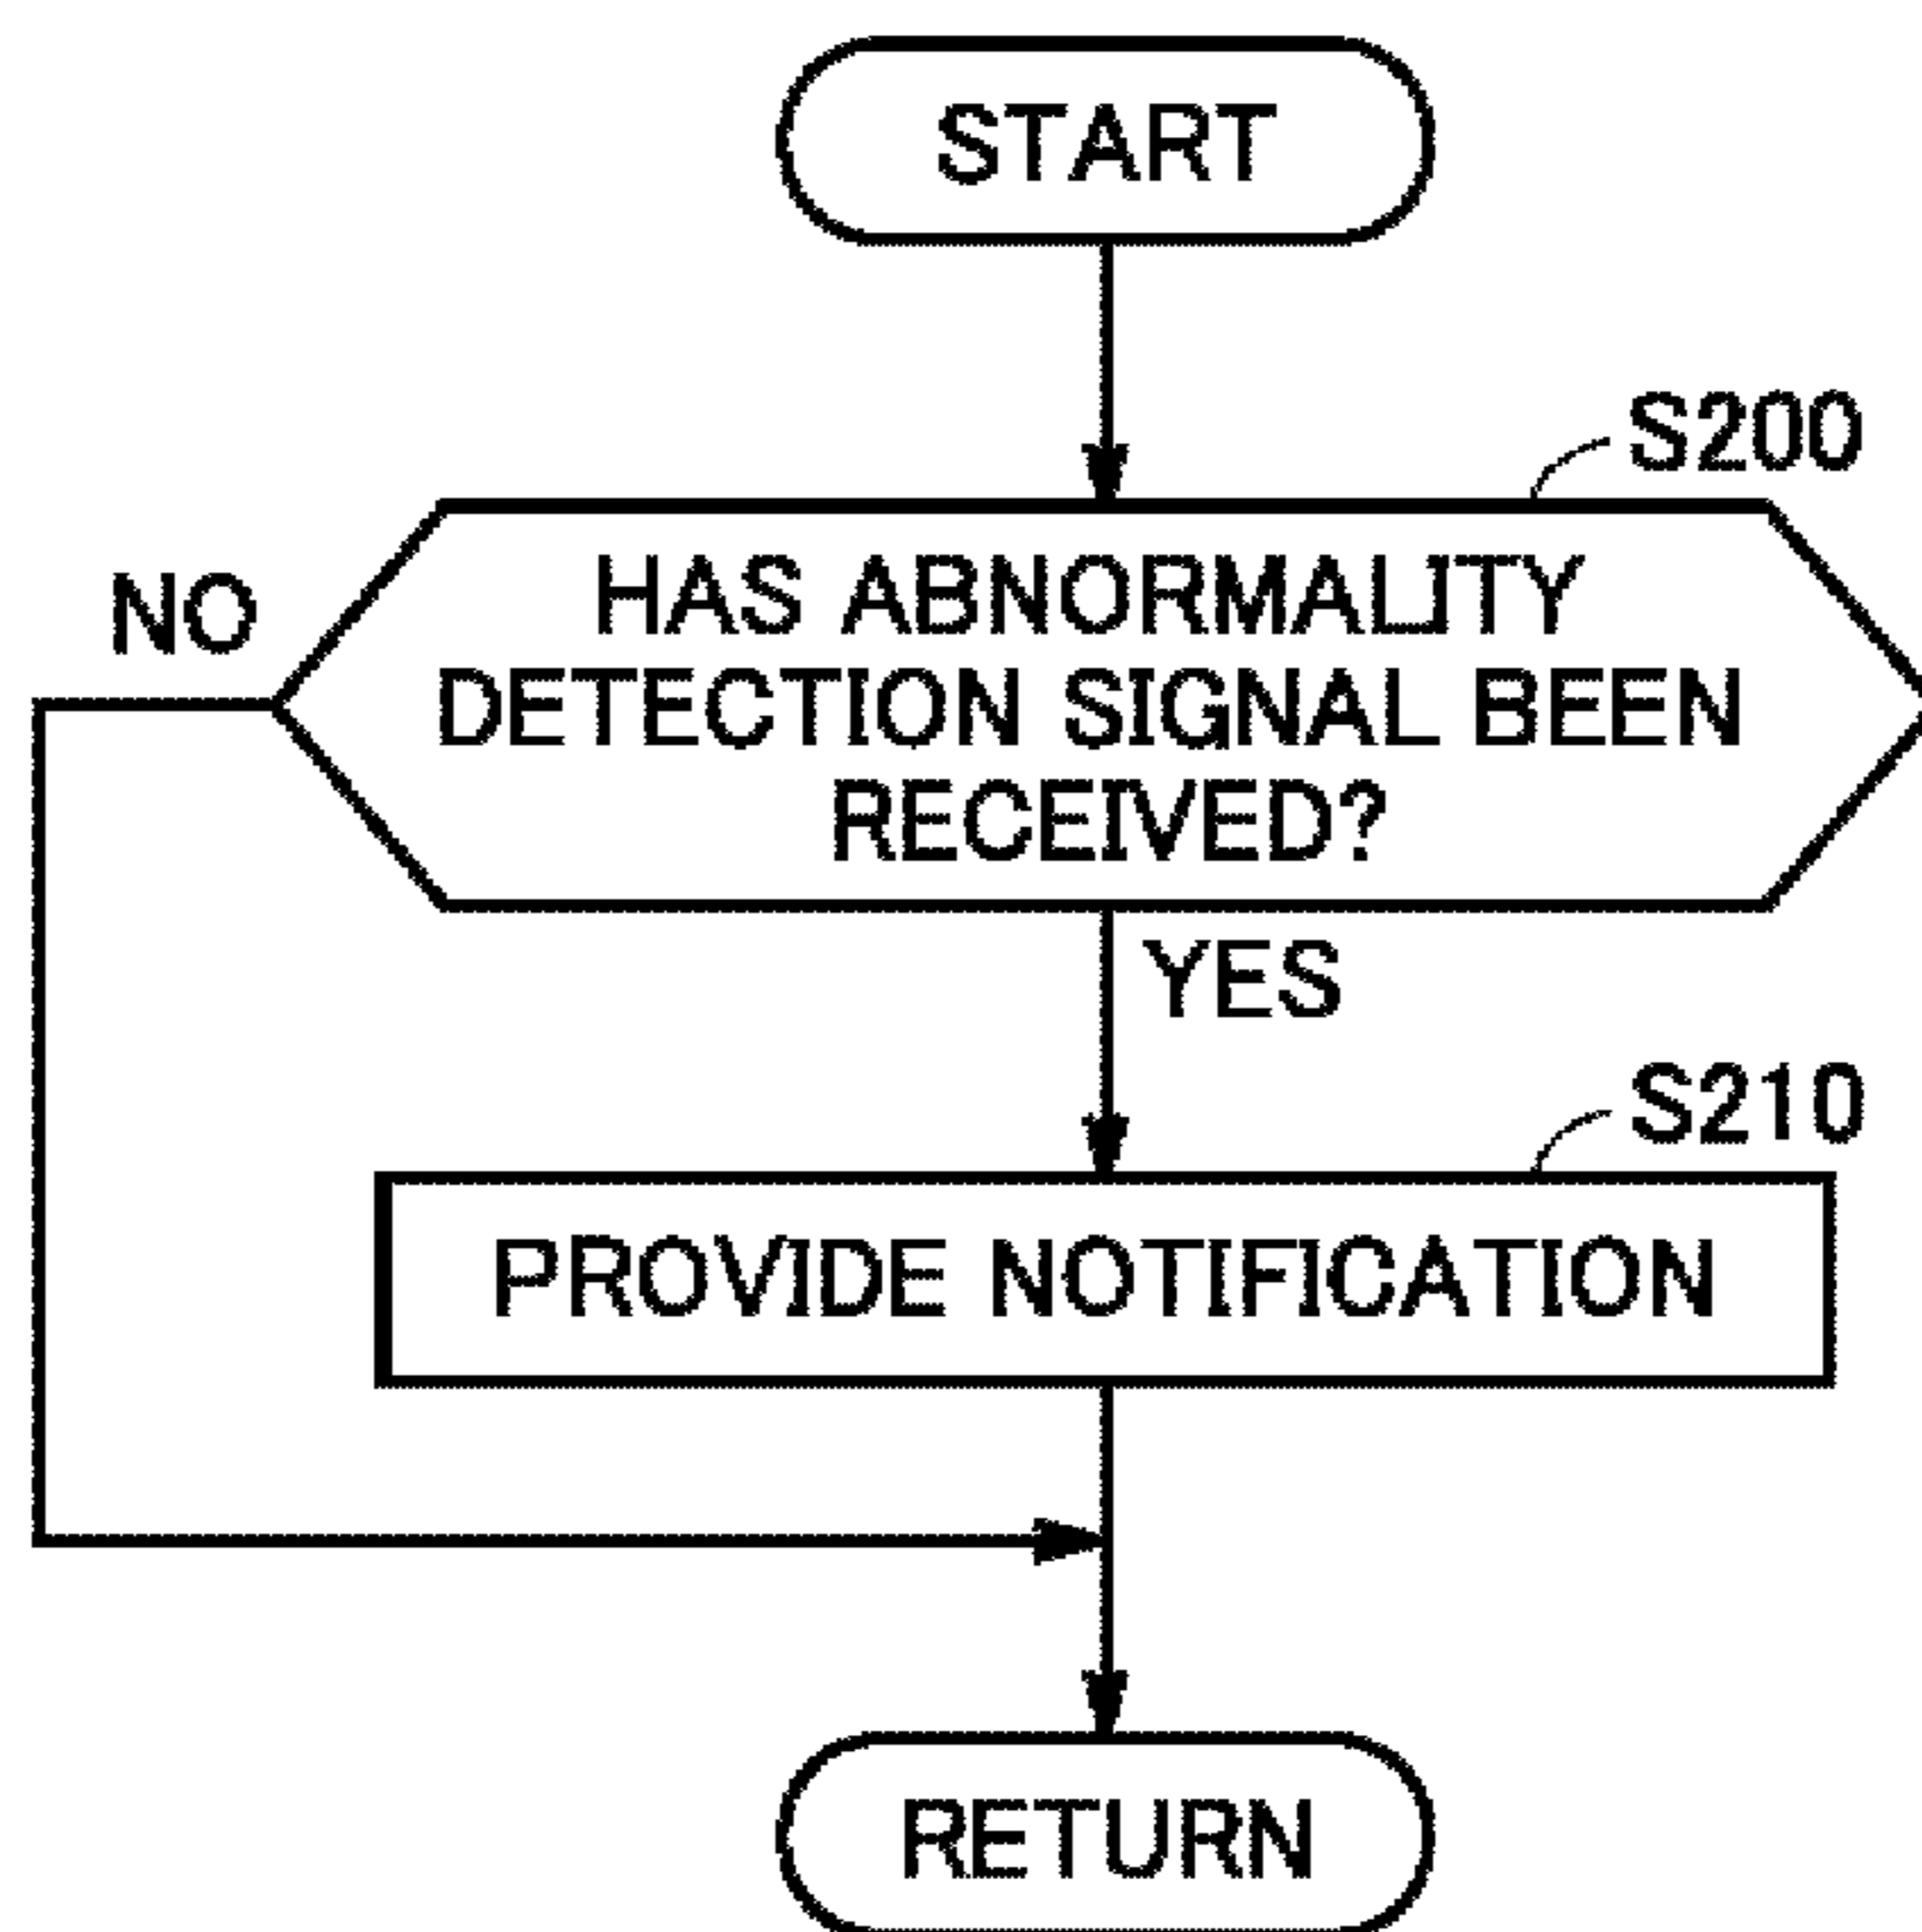 START
S200
HAS ABNORMALITY
DETECTION SIGNAL BEEN
RECEIVED?
NO
YES
S210
PROVIDE NOTIFICATION
RETURN